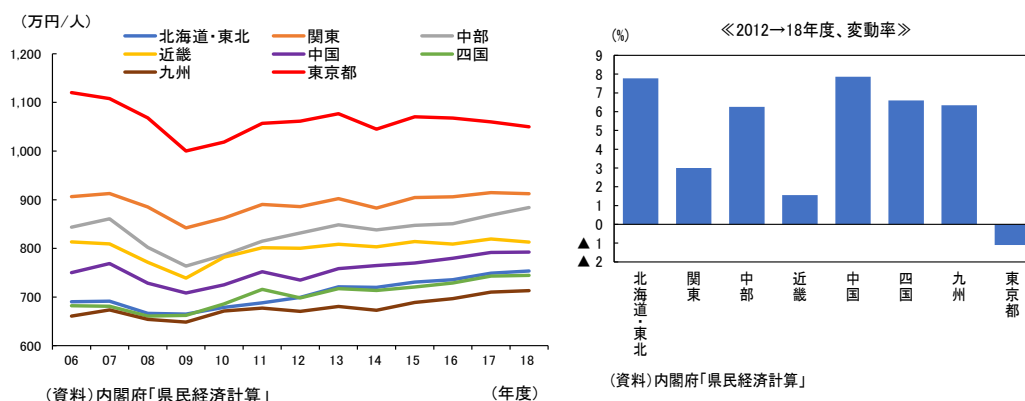 (万円/人)
北海道・東北 関東 中部
近畿 中国 四国
九州 東京都
1,200
1,100
1,000
900
800
700
600
06 07 08 09 10 11 12 13 14 15 16 17 18
(資料)内閣府「県民経済計算」 (年度)
≪2012→18年度、変動率≫
(%)
9
8
7
6
5
4
3
2
1
0
▲ 1
▲ 2
北海道・東北 関東 中部 近畿 中国 四国 九州 東京都
(資料)内閣府「県民経済計算」